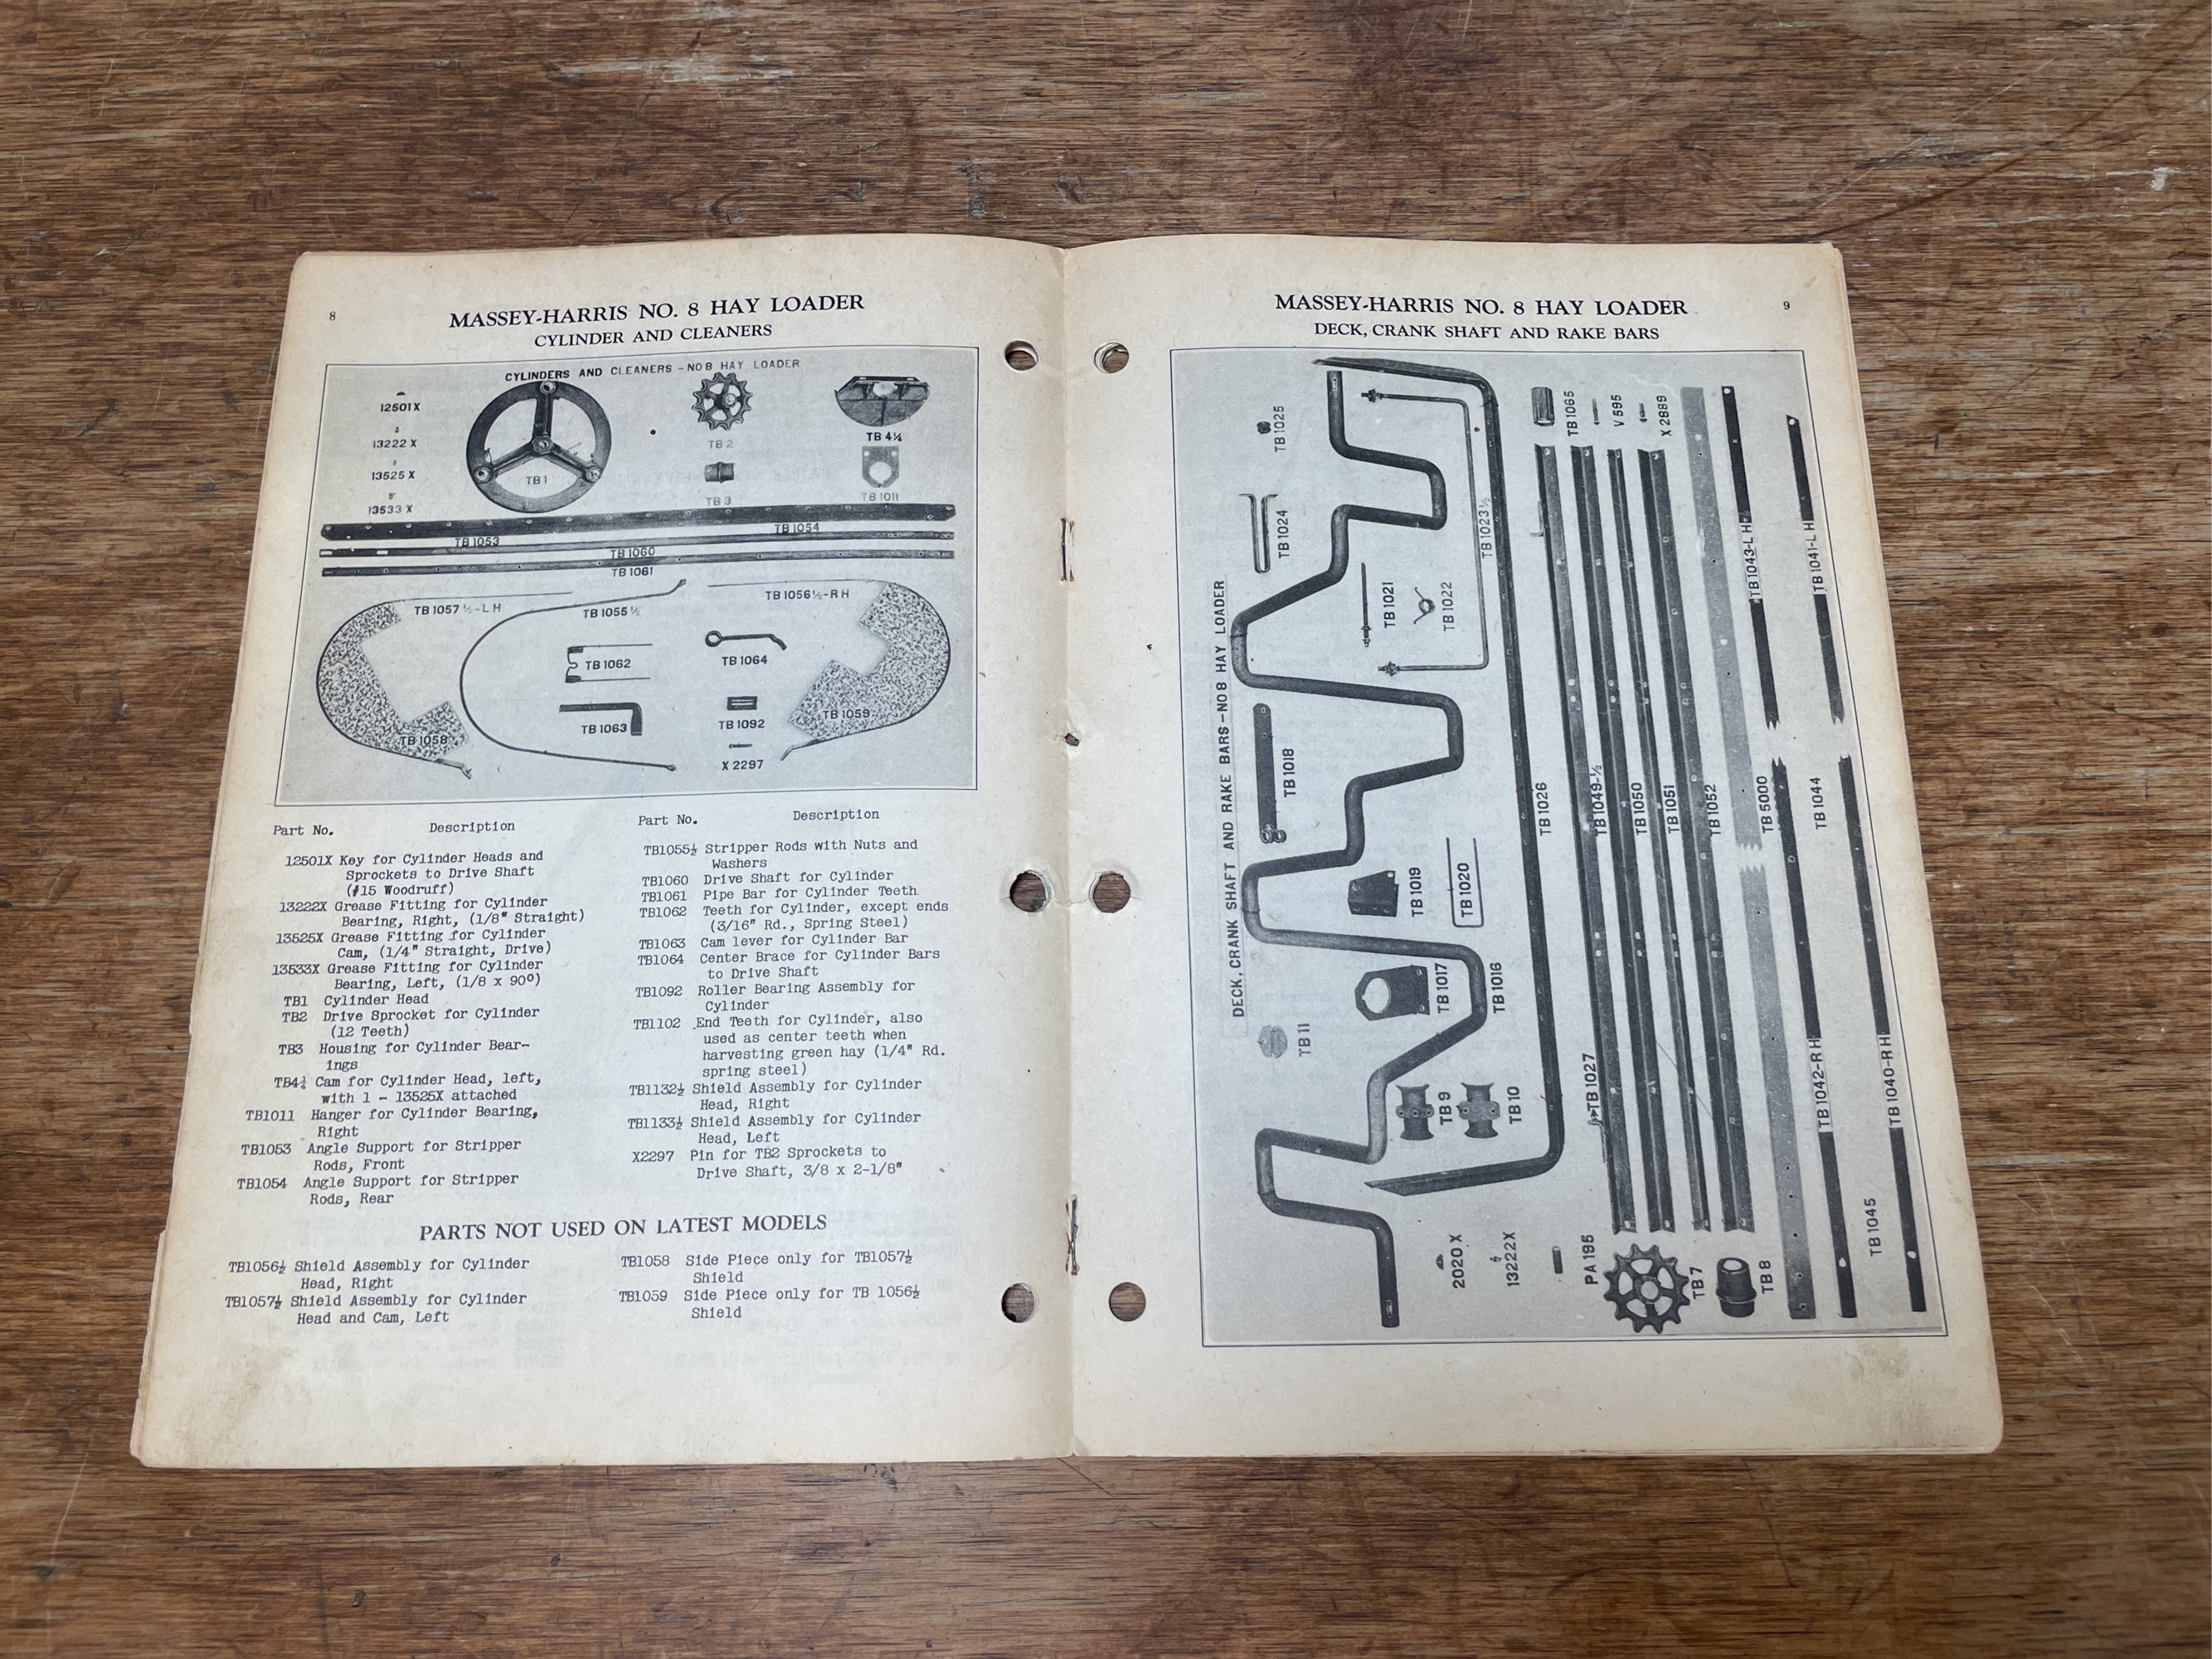 8
MASSEY-HARRIS NO. 8 HAY LOADER
CYLINDER AND CLEANERS
CYLINDERS AND CLEANERS – NO 8 HAY LOADER
12501 X
13222 X
13525 X
13533 X
TB 1
TB 2
TB 3
TB 4¼
TB 1011
TB 1053
TB 1054
TB 1060
TB 1061
TB 1057 ½-L H
TB 1055 ½
TB 1056 ½-R H
TB 1062
TB 1064
TB 1063
TB 1092
TB 1058
TB 1059
X 2297
Part No. Description
12501X Key for Cylinder Heads and
Sprockets to Drive Shaft
(#15 Woodruff)
13222X Grease Fitting for Cylinder
Bearing, Right, (1/8" Straight)
13525X Grease Fitting for Cylinder
Cam, (1/4" Straight, Drive)
13533X Grease Fitting for Cylinder
Bearing, Left, (1/8 x 90º)
TB1 Cylinder Head
TB2 Drive Sprocket for Cylinder
(12 Teeth)
TB3 Housing for Cylinder Bear-
ings
Cam for Cylinder Head, left,
with 1 - 13525X attached
TB1011 Hanger for Cylinder Bearing,
Right
TB1053 Angle Support for Stripper
Rods, Front
TB1054 Angle Support for Stripper
Rods, Rear
Part No. Description
TB1055½ Stripper Rods with Nuts and
Washers
TB1060 Drive Shaft for Cylinder
TB1061 Pipe Bar for Cylinder Teeth
TB1062 Teeth for Cylinder, except ends
(3/16" Rd., Spring Steel)
TB1063 Cam lever for Cylinder Bar
TB1064 Center Brace for Cylinder Bars
to Drive Shaft
TB1092 Roller Bearing Assembly for
Cylinder
TB1102 End Teeth for Cylinder, also
used as center teeth when
harvesting green hay (1/4" Rd.
spring steel)
TB1132½ Shield Assembly for Cylinder
Head, Right
TB1133½ Shield Assembly for Cylinder
Head, Left
X2297 Pin for TB2 Sprockets to
Drive Shaft, 3/8 x 2-1/8"
PARTS NOT USED ON LATEST MODELS
TB1056½ Shield Assembly for Cylinder
Head, Right
TB1057½ Shield Assembly for Cylinder
Head and Cam, Left
TB1058 Side Piece only for TB1057½
Shield
TB1059 Side Piece only for TB 1056½
Shield
MASSEY-HARRIS NO. 8 HAY LOADER
9
DECK, CRANK SHAFT AND RAKE BARS
DECK, CRANK SHAFT AND RAKE BARS – NO 8 HAY LOADER
TB 1025
TB 1024
TB 1021
TB 1022
TB 1023 ½
TB 1018
TB 1019
TB 1020
TB 1017
TB 1016
TB 11
TB 9
TB 10
2020 X
13222X
PA 195
TB 7
TB 8
TB 1065
V 595
X 2889
TB 1026
TB 1027
TB 1049-½
TB 1050
TB 1051
TB 1052
TB 5000
TB 1043-L H
TB 1041-L H
TB 1044
TB 1042-R H
TB 1040-R H
TB 1045